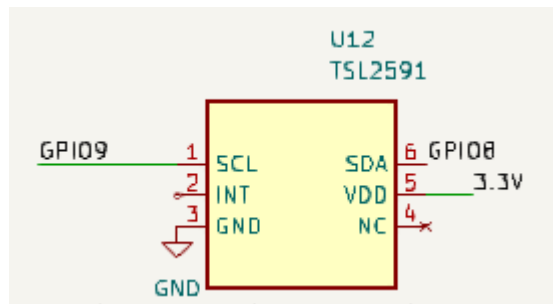 U12
TSL2591
GPIO9 1 SCL SDA 6 GPIO8
2 INT VDD 5 3.3V
3 GND NC 4
GND